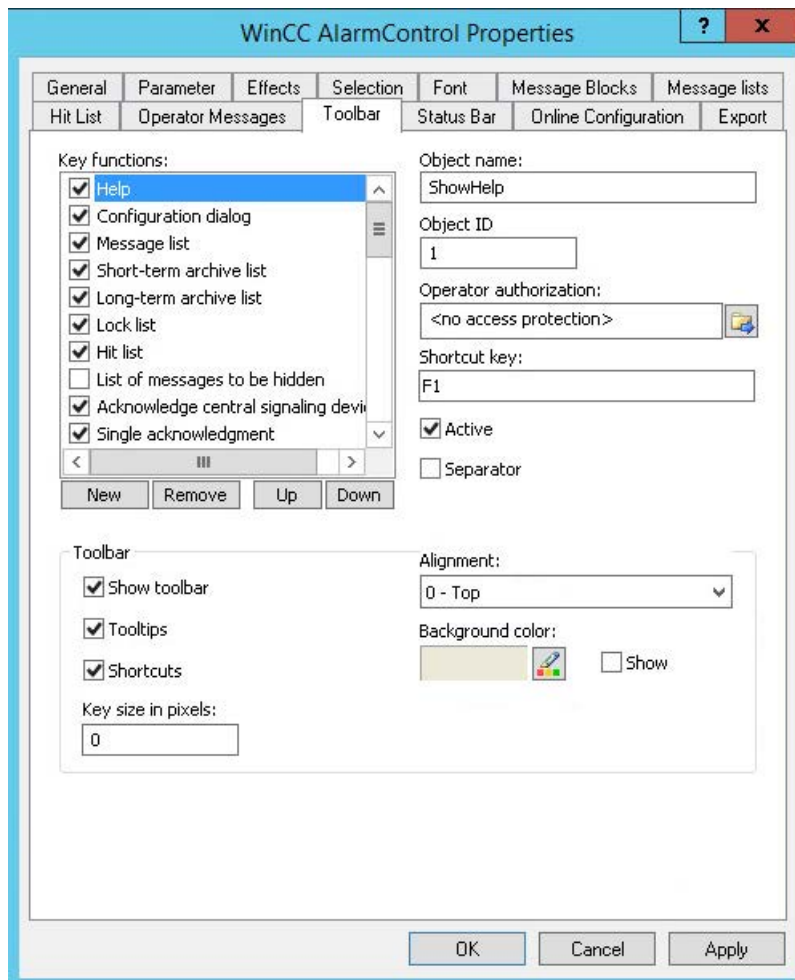 WinCC AlarmControl Properties
?
x
General Parameter Effects Selection Font Message Blocks Message lists
Hit List Operator Messages Toolbar Status Bar Online Configuration Export
Key functions:
Help
Configuration dialog
Message list
Short-term archive list
Long-term archive list
Lock list
Hit list
List of messages to be hidden
Acknowledge central signaling devi
Single acknowledgment
New Remove Up Down
Object name:
ShowHelp
Object ID
1
Operator authorization:
<no access protection>
Shortcut key:
F1
Active
Separator
Toolbar
Show toolbar
Tooltips
Shortcuts
Key size in pixels:
0
Alignment:
0 - Top
Background color:
Show
OK Cancel Apply